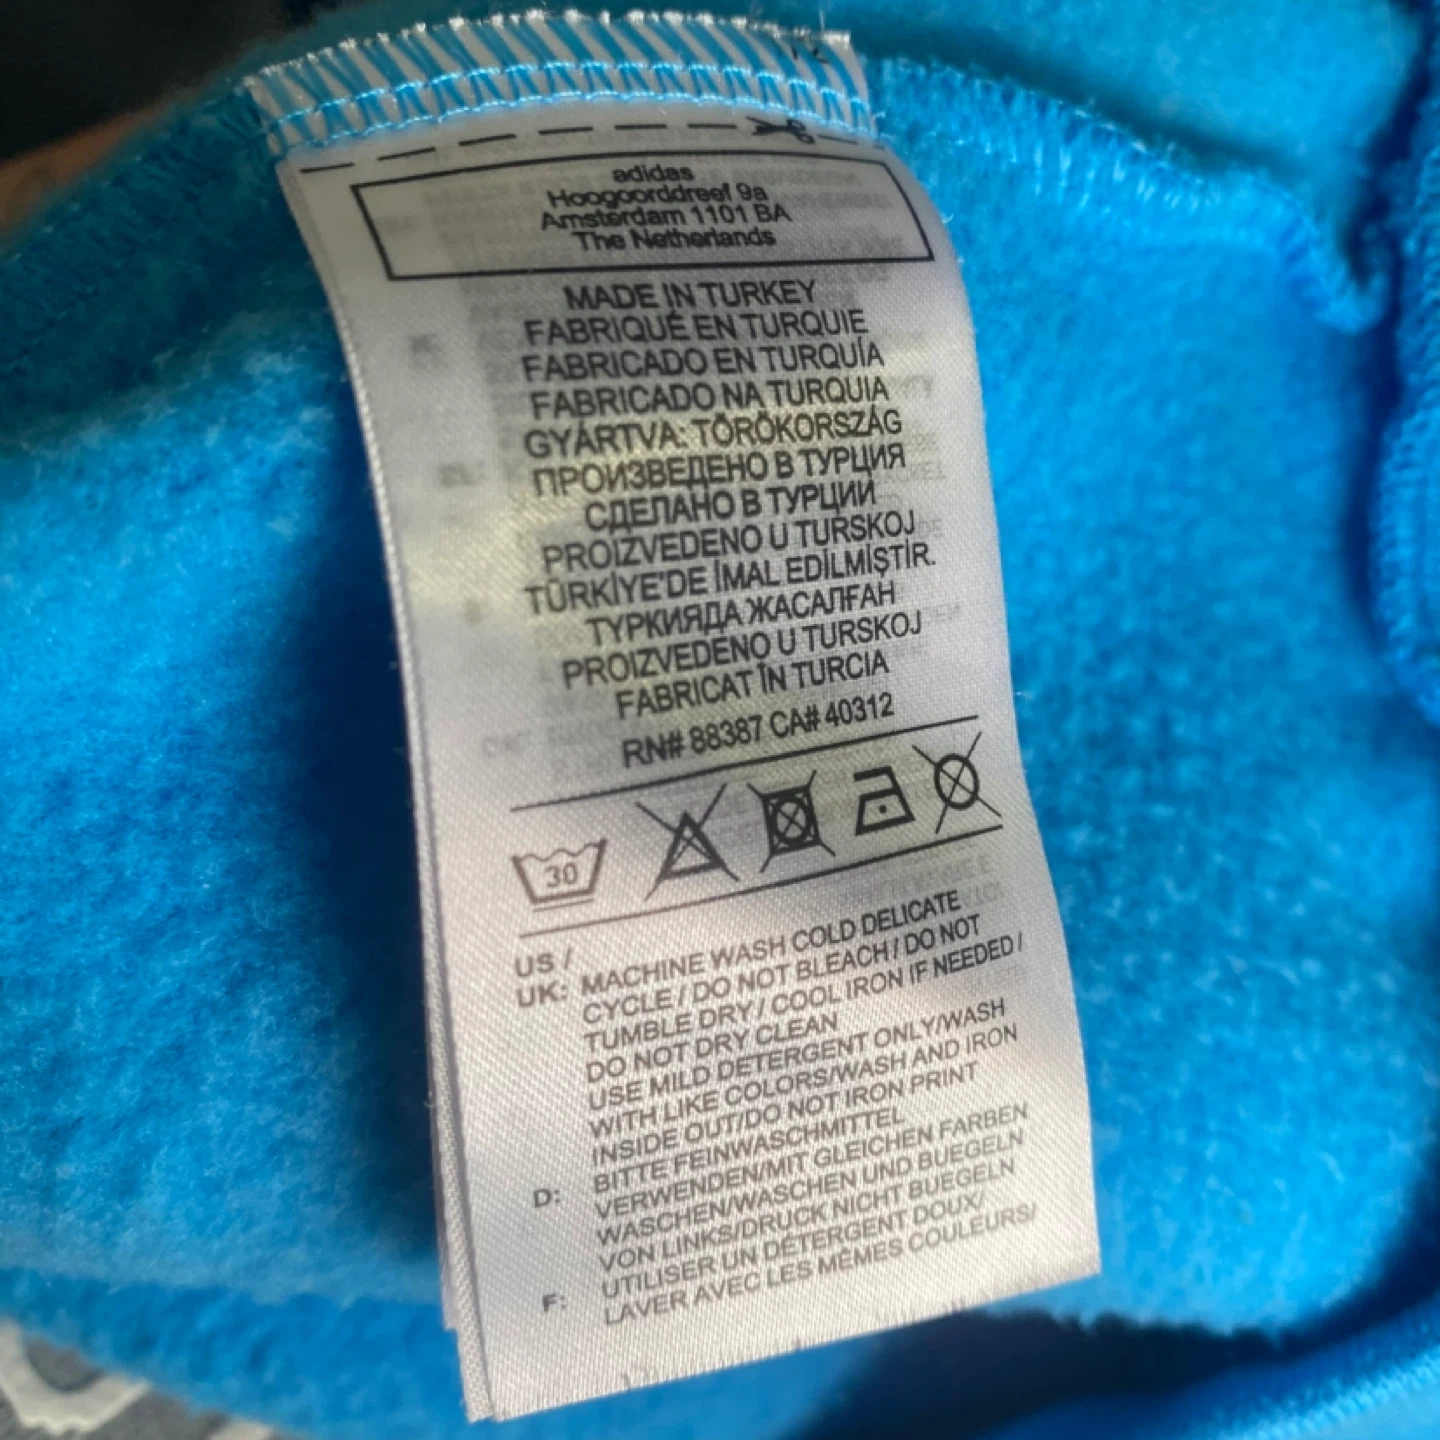 adidas
Hoogoorddreef 9a
Amsterdam 1101 BA
The Netherlands
MADE IN TURKEY
FABRIQUÉ EN TURQUIE
FABRICADO EN TURQUÍA
FABRICADO NA TURQUIA
GYÁRTVA: TÖRÖKORSZÁG
ПРОИЗВЕДЕНО В ТУРЦИЯ
СДЕЛАНО В ТУРЦИИ
PROIZVEDENO U TURSKOJ
TÜRKİYE'DE İMAL EDİLMİŞTİR.
ТУРКИЯДА ЖАСАЛҒАН
PROIZVEDENO U TURSKOJ
FABRICAT ÎN TURCIA
RN# 88387 CA# 40312
30
US /
UK: MACHINE WASH COLD DELICATE
CYCLE / DO NOT BLEACH / DO NOT
TUMBLE DRY / COOL IRON IF NEEDED /
DO NOT DRY CLEAN
USE MILD DETERGENT ONLY/WASH
WITH LIKE COLORS/WASH AND IRON
INSIDE OUT/DO NOT IRON PRINT
D: BITTE FEINWASCHMITTEL
VERWENDEN/MIT GLEICHEN FARBEN
WASCHEN/WASCHEN UND BUEGELN
VON LINKS/DRUCK NICHT BUEGELN
F: UTILISER UN DÉTERGENT DOUX/
LAVER AVEC LES MÊMES COULEURS/